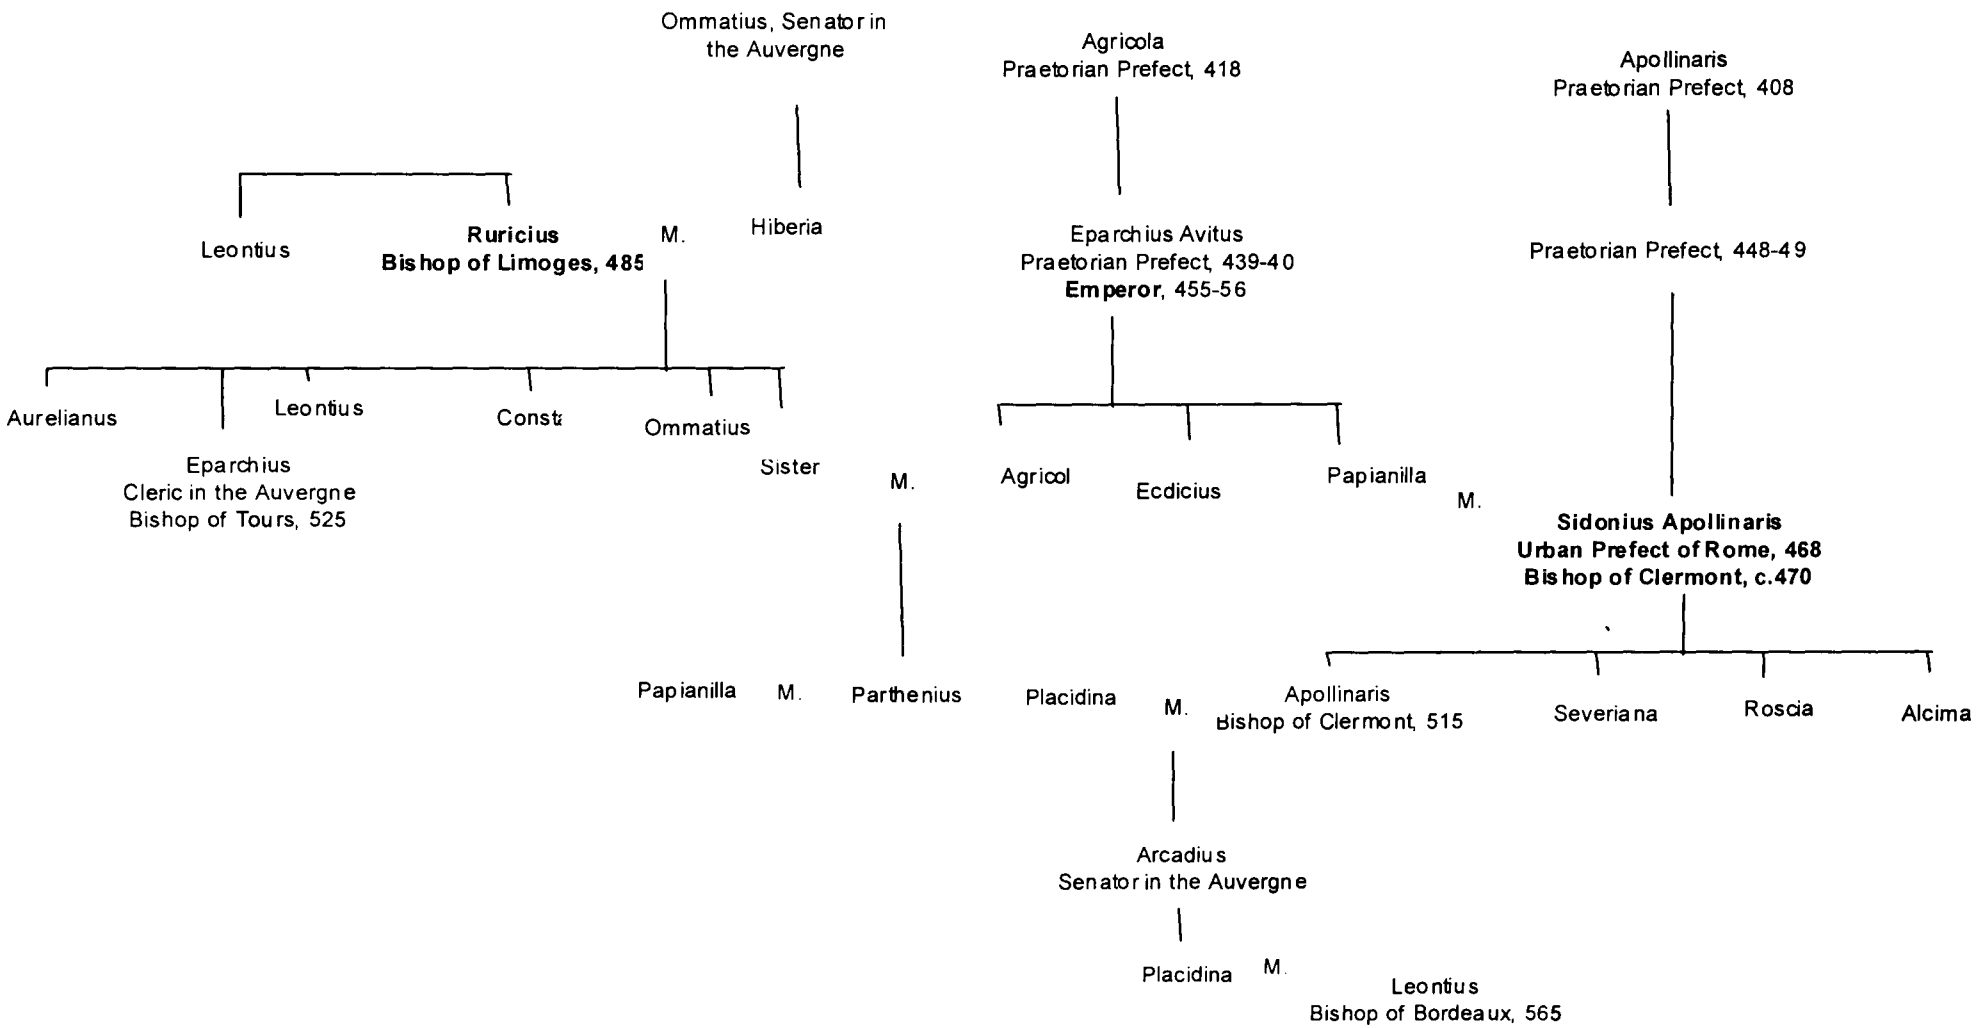 Ommatius, Senator in
the Auvergne
Agricola
Praetorian Prefect, 418
Apollinaris
Praetorian Prefect, 408
Leontius
Ruricius
Bishop of Limoges, 485
M.
Hiberia
Eparchius Avitus
Praetorian Prefect, 439-40
Emperor, 455-56
Praetorian Prefect, 448-49
Aurelianus
Eparchius
Cleric in the Auvergne
Bishop of Tours, 525
Leontius
Ommatius
Sister
M.
Agricol
Ecdicius
Papianilla
M.
Sidonius Apollinaris
Urban Prefect of Rome, 468
Bishop of Clermont, c.470
Papianilla
M.
Parthenius
Placidina
M.
Apollinaris
Bishop of Clermont, 515
Severiana
Roscia
Alcima
Arcadius
Senator in the Auvergne
Placidina
M.
Leontius
Bishop of Bordeaux, 565